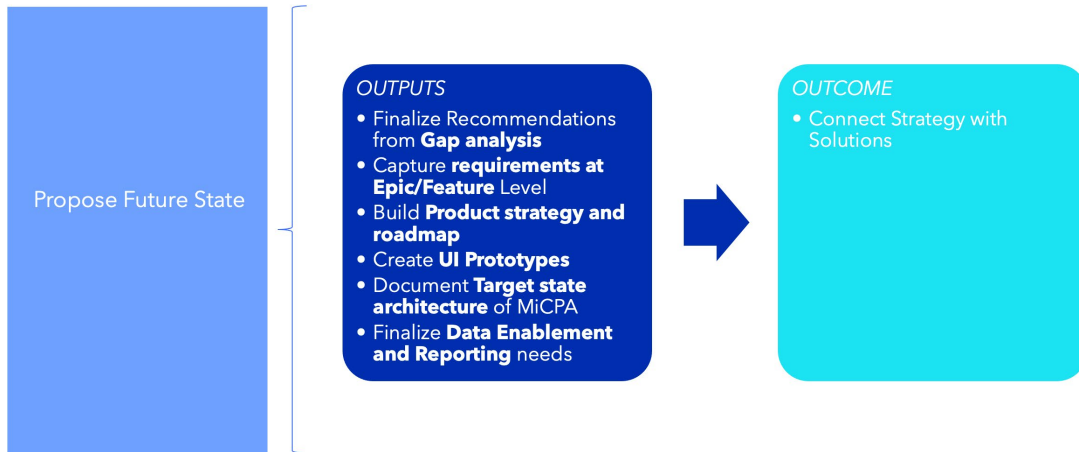 Propose Future State
OUTPUTS
• Finalize Recommendations
from Gap analysis
• Capture requirements at
Epic/Feature Level
• Build Product strategy and
roadmap
• Create UI Prototypes
• Document Target state
architecture of MiCPA
• Finalize Data Enablement
and Reporting needs
OUTCOME
• Connect Strategy with
Solutions